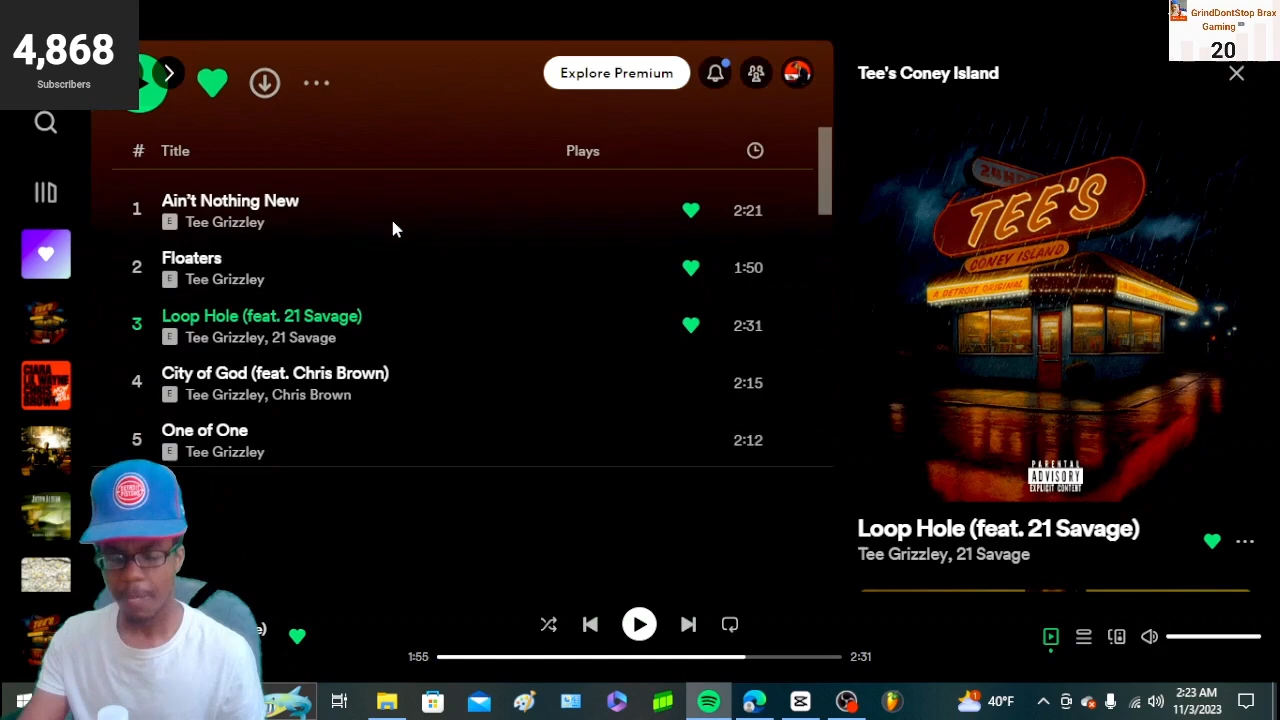 4,868
Subscribers
GrindDontStop Brax
Gaming
20
Explore Premium
Tee's Coney Island
# Title Plays
1 Ain't Nothing New 2:21
E Tee Grizzley
2 Floaters 1:50
E Tee Grizzley
3 Loop Hole (feat. 21 Savage) 2:31
E Tee Grizzley, 21 Savage
4 City of God (feat. Chris Brown) 2:15
E Tee Grizzley, Chris Brown
5 One of One 2:12
E Tee Grizzley
24HR
TEE'S
CONEY ISLAND
A DETROIT ORIGINAL
PARENTAL
ADVISORY
EXPLICIT CONTENT
Loop Hole (feat. 21 Savage)
Tee Grizzley, 21 Savage
DETROIT
PISTONS
1:55 2:31
1 40°F
2:23 AM
11/3/2023